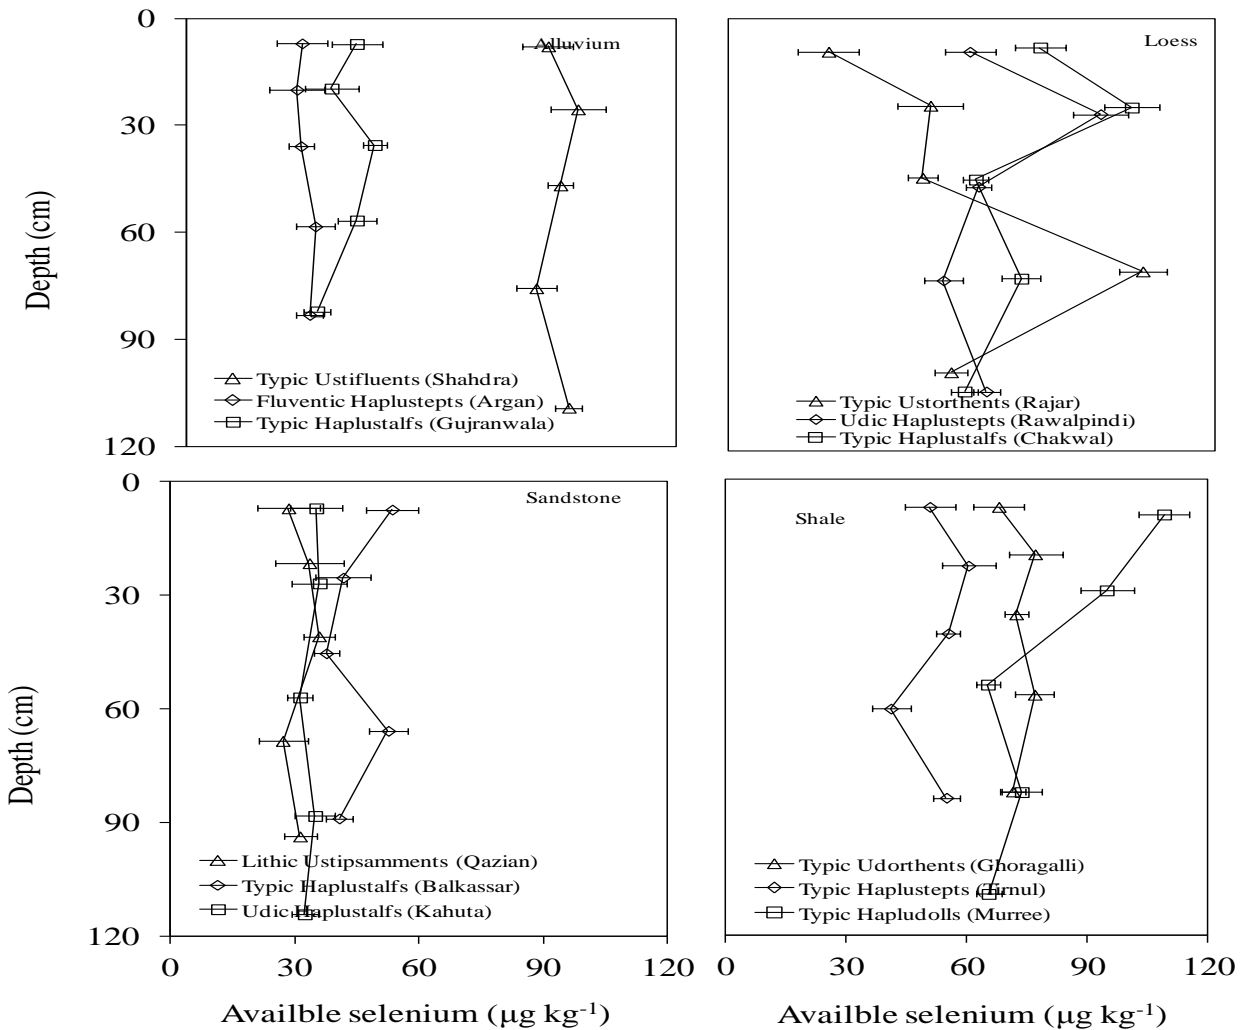 0
30
60
90
120
Depth (cm)
Alluvium
Typic Ustifluents (Shahdra)
Fluventic Haplustepts (Argan)
Typic Haplustalfs (Gujranwala)
Loess
Typic Ustorthents (Rajar)
Udic Haplustepts (Rawalpindi)
Typic Haplustalfs (Chakwal)
0
30
60
90
120
Depth (cm)
Sandstone
Lithic Ustipsamments (Qazian)
Typic Haplustalfs (Balkassar)
Udic Haplustalfs (Kahuta)
0 30 60 90 120
Availble selenium (μg kg-1)
Shale
Typic Udorthents (Ghoragalli)
Typic Haplustepts (Tirnul)
Typic Hapludolls (Murree)
0 30 60 90 120
Availble selenium (μg kg-1)